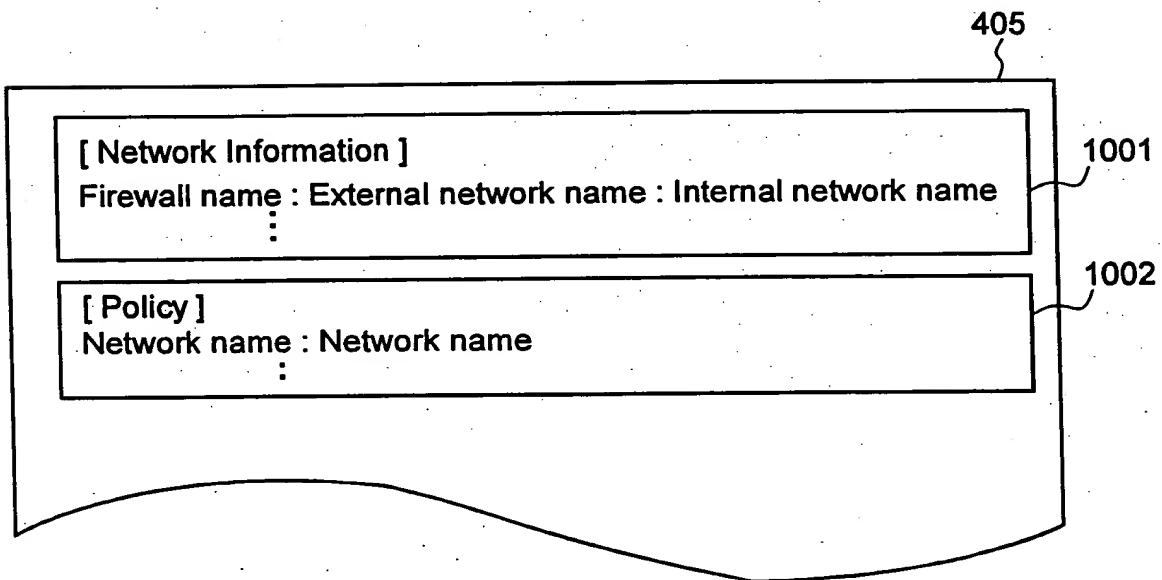 405
[ Network Information ]
1001
Firewall name : External network name : Internal network name
⋮
1002
[ Policy ]
Network name : Network name
⋮